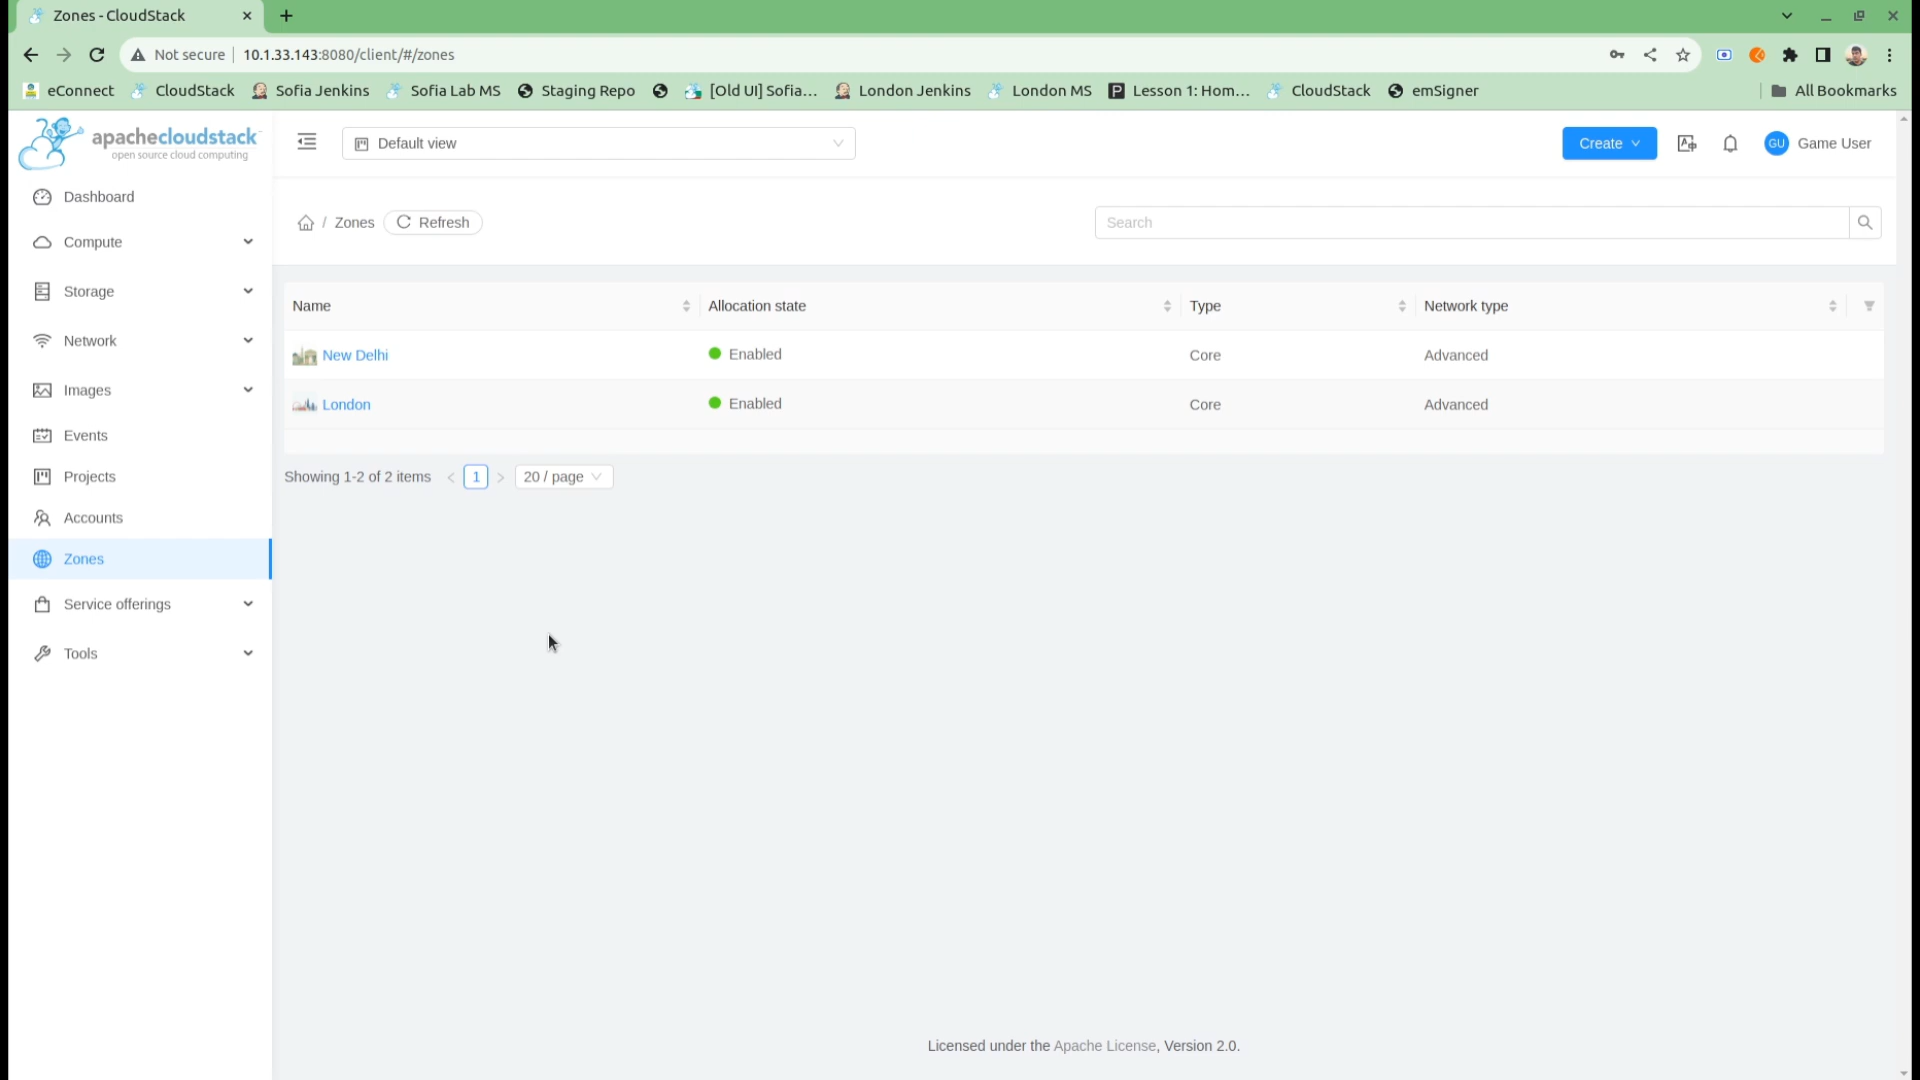 Zones - CloudStack
Not secure 10.1.33.143:8080/client/#/zones
eConnect CloudStack Sofia Jenkins Sofia Lab MS Staging Repo [Old UI] Sofia... London Jenkins London MS Lesson 1: Hom... CloudStack emSigner All Bookmarks
apachecloudstack
open source cloud computing
Default view Create GU Game User
Dashboard
Compute
Storage
Network
Images
Events
Projects
Accounts
Zones
Service offerings
Tools
/ Zones Refresh Search
Name Allocation state Type Network type
New Delhi Enabled Core Advanced
London Enabled Core Advanced
Showing 1-2 of 2 items < 1 > 20 / page
Licensed under the Apache License, Version 2.0.